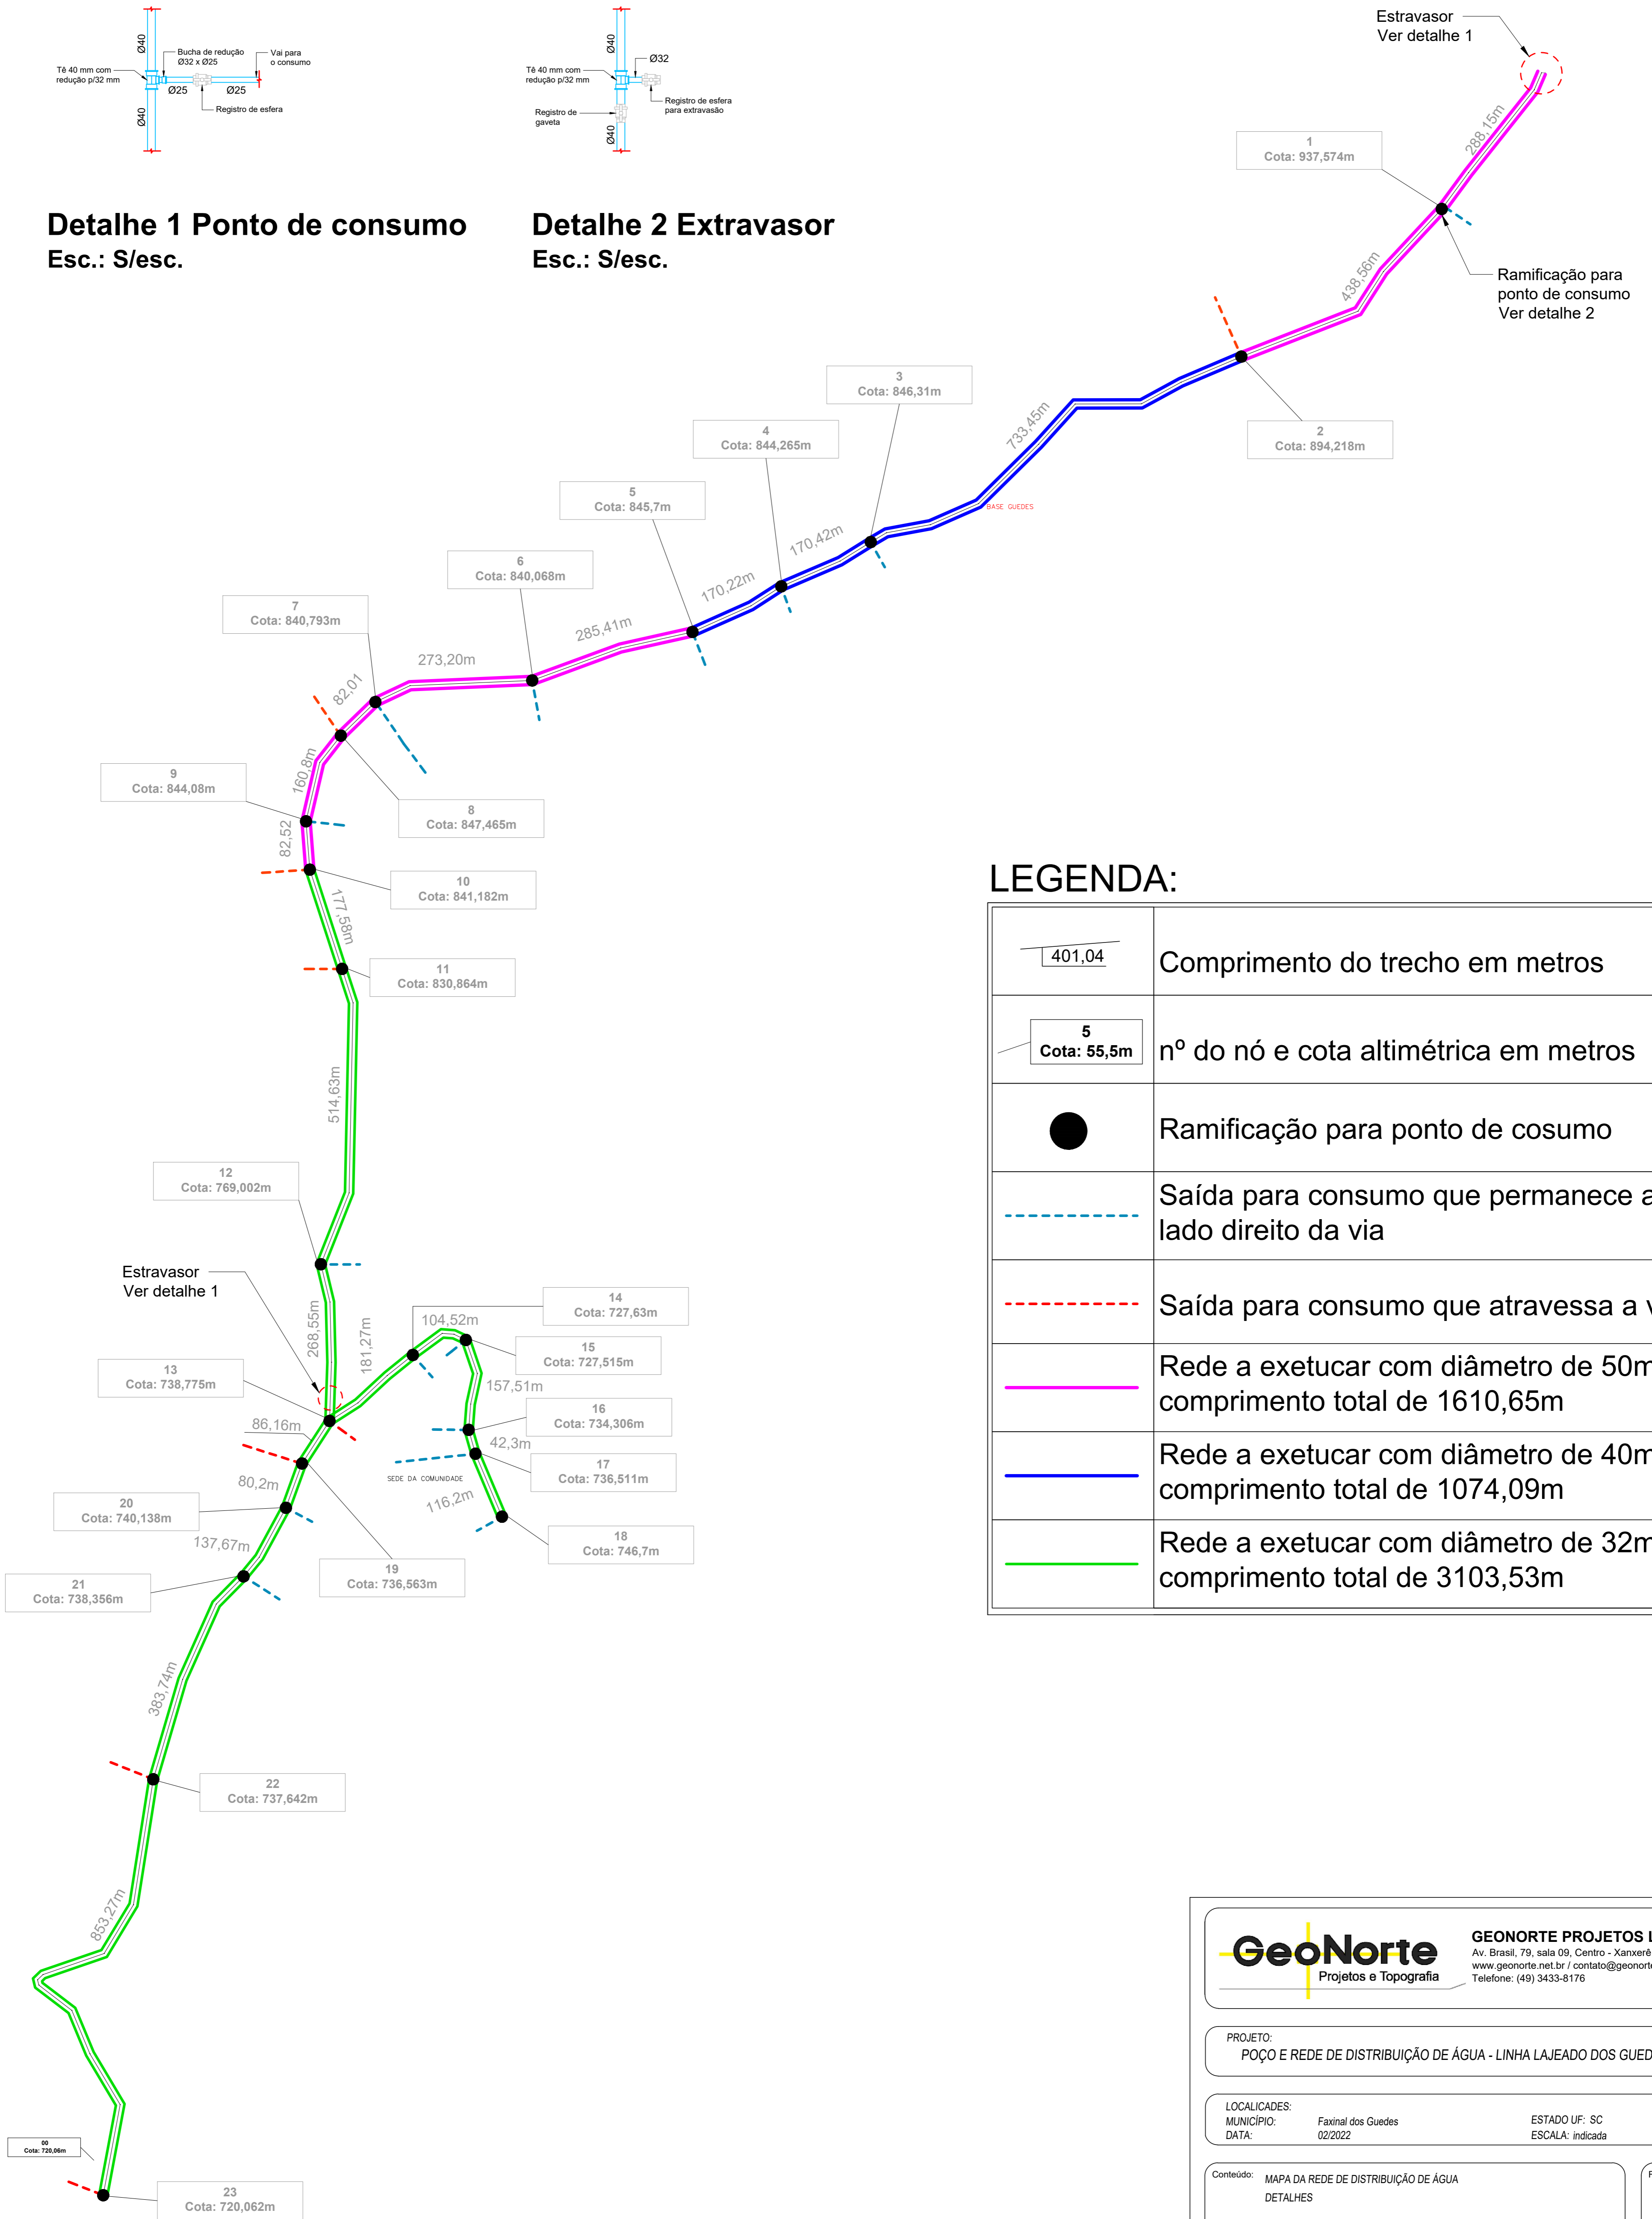 Ø40
Bucha de redução
Ø32 x Ø25
Vai para
o consumo
Tê 40 mm com
redução p/32 mm
Ø25
Ø25
Registro de esfera
Ø40
Detalhe 1 Ponto de consumo
Esc.: S/esc.
Ø40
Ø32
Tê 40 mm com
redução p/32 mm
Registro de esfera
para extravasão
Registro de
gaveta
Ø40
Detalhe 2 Extravasor
Esc.: S/esc.
Estravasor
Ver detalhe 1
288,15m
1
Cota: 937,574m
Ramificação para
ponto de consumo
Ver detalhe 2
438,56m
2
Cota: 894,218m
733,45m
BASE GUEDES
3
Cota: 846,31m
170,42m
4
Cota: 844,265m
170,22m
5
Cota: 845,7m
285,41m
6
Cota: 840,068m
273,20m
7
Cota: 840,793m
82,01
8
Cota: 847,465m
160,8m
9
Cota: 844,08m
82,52
10
Cota: 841,182m
177,58m
11
Cota: 830,864m
514,63m
12
Cota: 769,002m
Estravasor
Ver detalhe 1
268,55m
181,27m
104,52m
14
Cota: 727,63m
15
Cota: 727,515m
13
Cota: 738,775m
157,51m
16
Cota: 734,306m
86,16m
42,3m
17
Cota: 736,511m
SEDE DA COMUNIDADE
80,2m
116,2m
20
Cota: 740,138m
18
Cota: 746,7m
137,67m
19
Cota: 736,563m
21
Cota: 738,356m
383,74m
22
Cota: 737,642m
853,27m
00
Cota: 720,06m
23
Cota: 720,062m
LEGENDA:
401,04
Comprimento do trecho em metros
5
Cota: 55,5m
nº do nó e cota altimétrica em metros
Ramificação para ponto de cosumo
Saída para consumo que permanece a
lado direito da via
Saída para consumo que atravessa a v
Rede a exetucar com diâmetro de 50m
comprimento total de 1610,65m
Rede a exetucar com diâmetro de 40m
comprimento total de 1074,09m
Rede a exetucar com diâmetro de 32m
comprimento total de 3103,53m
GeoNorte
Projetos e Topografia
GEONORTE PROJETOS L
Av. Brasil, 79, sala 09, Centro - Xanxerê
www.geonorte.net.br / contato@geonorte
Telefone: (49) 3433-8176
PROJETO:
POÇO E REDE DE DISTRIBUIÇÃO DE ÁGUA - LINHA LAJEADO DOS GUED
LOCALICADES:
MUNICÍPIO: Faxinal dos Guedes ESTADO UF: SC
DATA: 02/2022 ESCALA: indicada
Conteúdo: MAPA DA REDE DE DISTRIBUIÇÃO DE ÁGUA
DETALHES